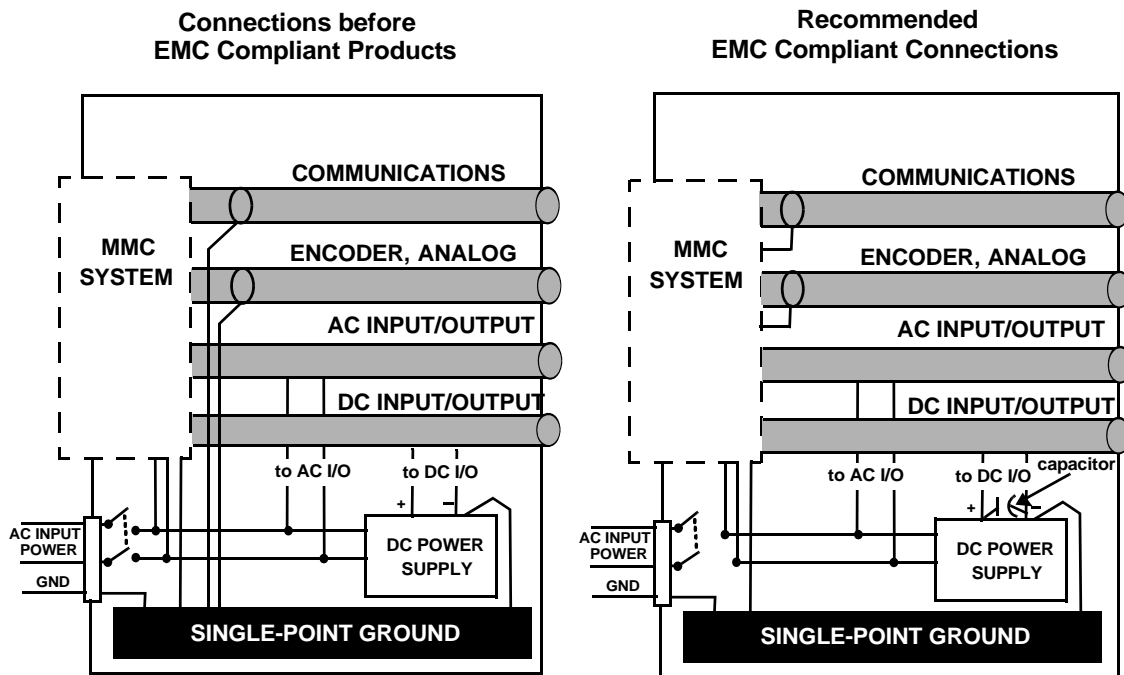 Connections before
EMC Compliant Products
COMMUNICATIONS
MMC
SYSTEM
ENCODER, ANALOG
AC INPUT/OUTPUT
DC INPUT/OUTPUT
to AC I/O
to DC I/O
+
–
AC INPUT
POWER
GND
DC POWER
SUPPLY
SINGLE-POINT GROUND
Recommended
EMC Compliant Connections
COMMUNICATIONS
MMC
SYSTEM
ENCODER, ANALOG
AC INPUT/OUTPUT
DC INPUT/OUTPUT
to AC I/O
to DC I/O
capacitor
+
–
AC INPUT
POWER
GND
DC POWER
SUPPLY
SINGLE-POINT GROUND